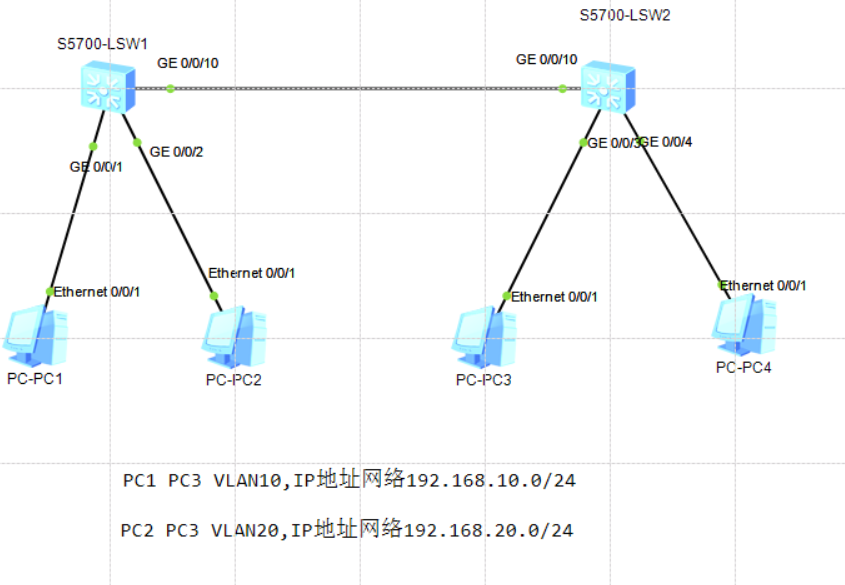 S5700-LSW2
S5700-LSW1
GE 0/0/10
GE 0/0/10
GE 0/0/1
GE 0/0/2
GE 0/0/3
GE 0/0/4
Ethernet 0/0/1
Ethernet 0/0/1
Ethernet 0/0/1
Ethernet 0/0/1
PC-PC1
PC-PC2
PC-PC3
PC-PC4
PC1 PC3 VLAN10,IP地址网络192.168.10.0/24
PC2 PC3 VLAN20,IP地址网络192.168.20.0/24